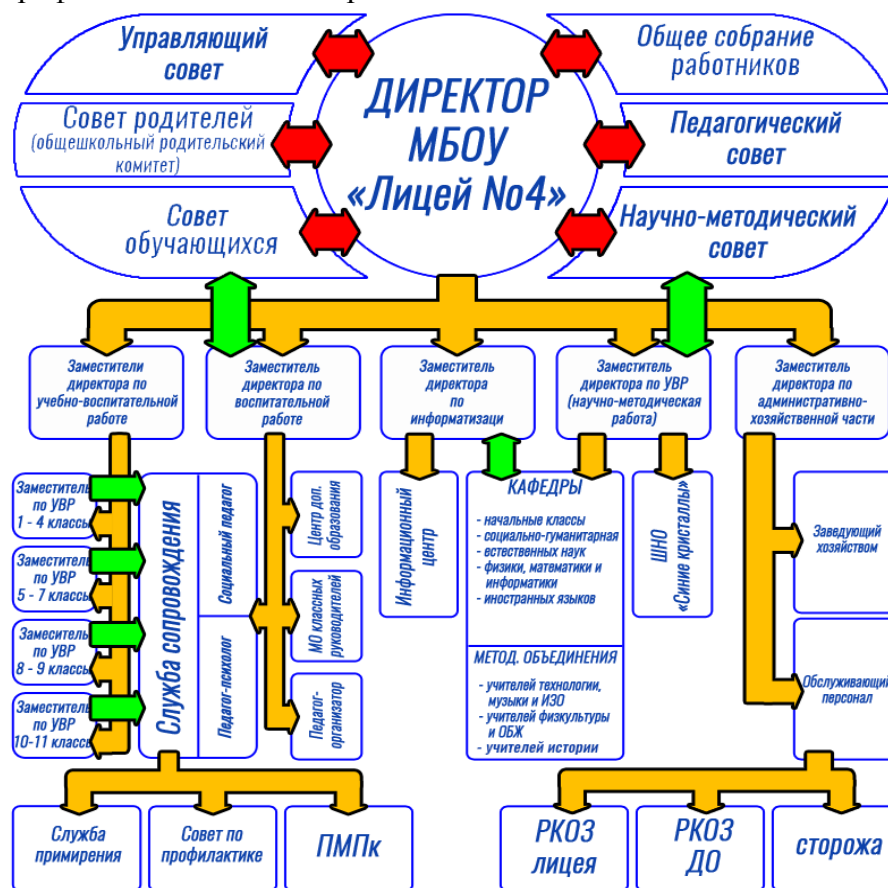 Управляющий
совет
Общее собрание
работников
ДИРЕКТОР
МБОУ
«Лицей №4»
Совет родителей
(общешкольный родительский
комитет)
Педагогический
совет
Совет
обучающихся
Научно-методический
совет
Заместители
директора по
учебно-воспитательной
работе
Заместитель
директора по
воспитательной
работе
Заместитель
директора
по
информатизаци
Заместитель
директора по УВР
(научно-методическая
работа)
Заместитель
директора по
административно-
хозяйственной части
Заместитель
по УВР
1 - 4 классы
Заместитель
по УВР
5 - 7 классы
Заместитель
по УВР
8 - 9 классы
Заместитель
по УВР
10-11 классы
Служба сопровождения
Социальный педагог
Педагог-психолог
Центр доп.
образования
МО классных
руководителей
Педагог-
организатор
Информационный
центр
КАФЕДРЫ
- начальные классы
- социально-гуманитарная
- естественных наук
- физики, математики и
информатики
- иностранных языков
МЕТОД. ОБЪЕДИНЕНИЯ
- учителей технологии,
музыки и ИЗО
- учителей физкультуры
и ОБЖ
- учителей истории
ШНО
«Синие кристаллы»
Заведующий
хозяйством
Обслуживающий
персонал
Служба
примирения
Совет по
профилактике
ПМПк
РКОЗ
лицея
РКОЗ
ДО
сторожа